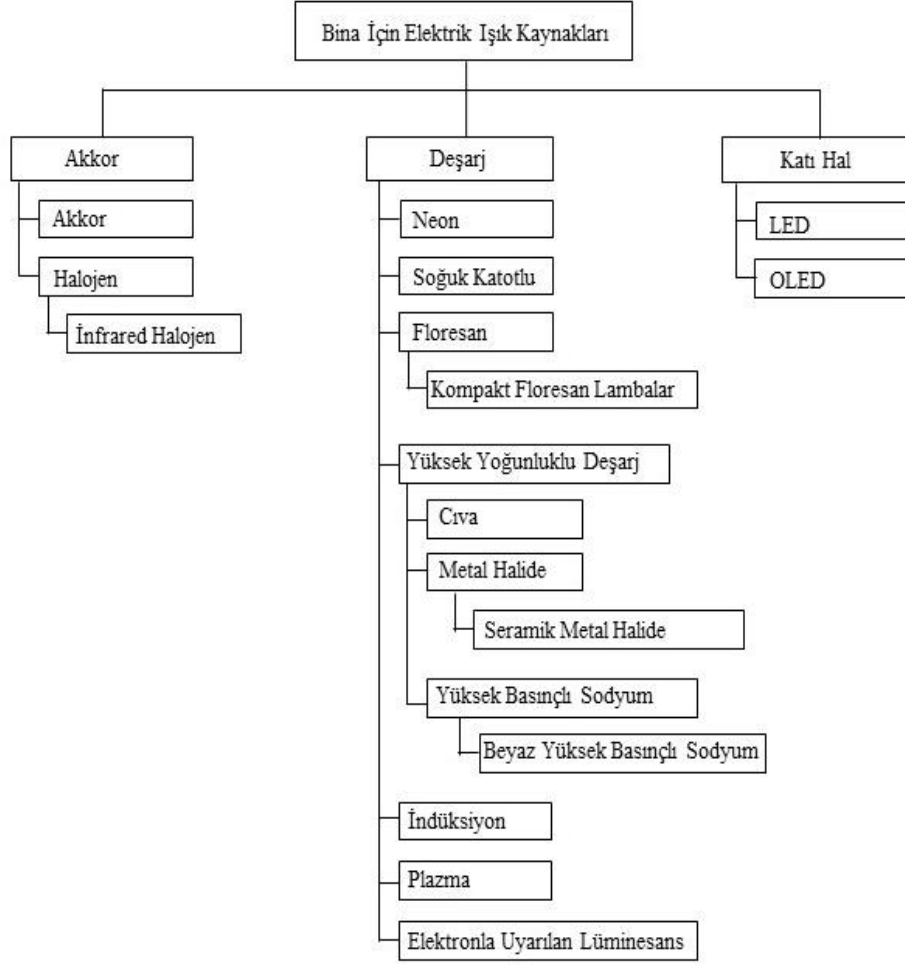 Bina İçin Elektrik Işık Kaynakları
Akkor
Akkor
Halojen
İnfrared Halojen
Deşarj
Neon
Soğuk Katotlu
Floresan
Kompakt Floresan Lambalar
Yüksek Yoğunluklu Deşarj
Cıva
Metal Halide
Seramik Metal Halide
Yüksek Basınçlı Sodyum
Beyaz Yüksek Basınçlı Sodyum
İndüksiyon
Plazma
Elektronla Uyarılan Lüminesans
Katı Hal
LED
OLED